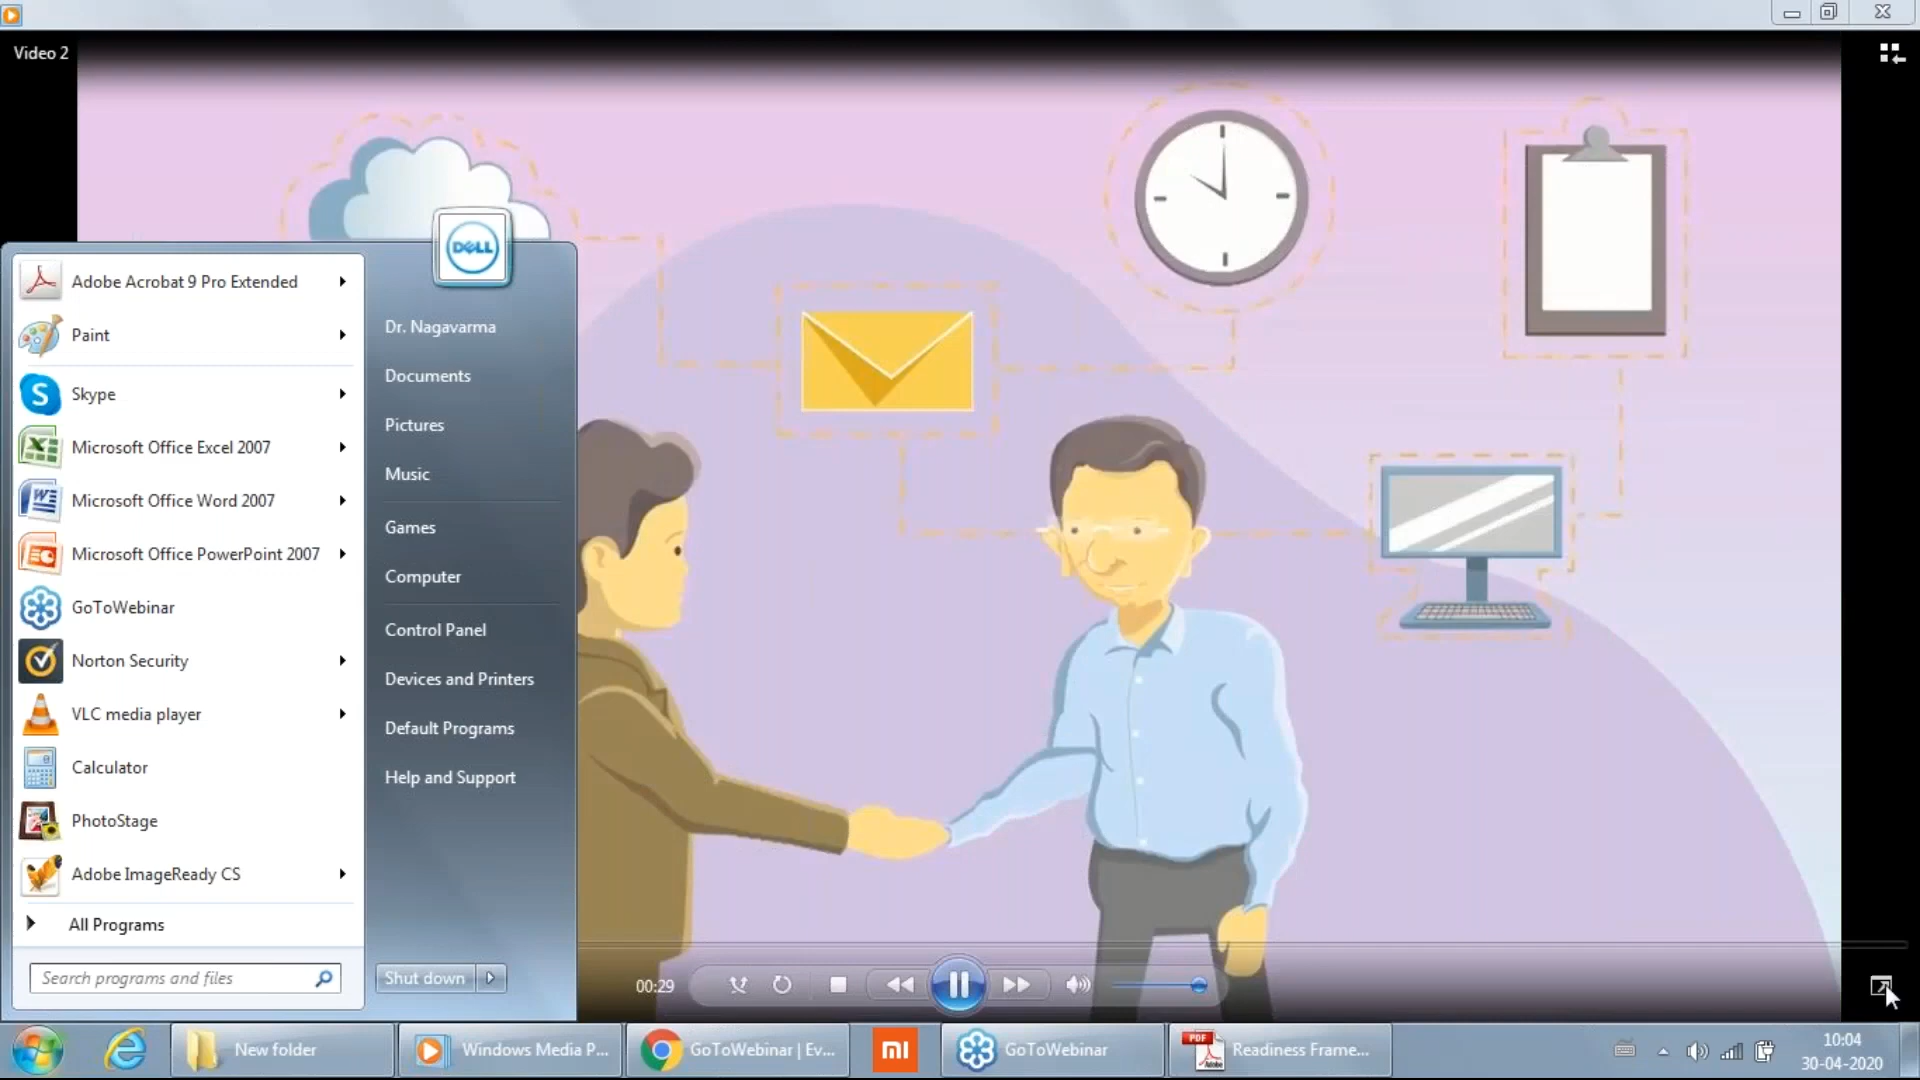 Video 2
DELL
Adobe Acrobat 9 Pro Extended
Paint
Skype
Microsoft Office Excel 2007
Microsoft Office Word 2007
Microsoft Office PowerPoint 2007
GoToWebinar
Norton Security
VLC media player
Calculator
PhotoStage
Adobe ImageReady CS
All Programs
Search programs and files
Dr. Nagavarma
Documents
Pictures
Music
Games
Computer
Control Panel
Devices and Printers
Default Programs
Help and Support
Shut down
00:29
New folder
Windows Media P...
GoToWebinar | Ev...
mi
GoToWebinar
PDF
Adobe
Readiness Frame...
10:04
30-04-2020